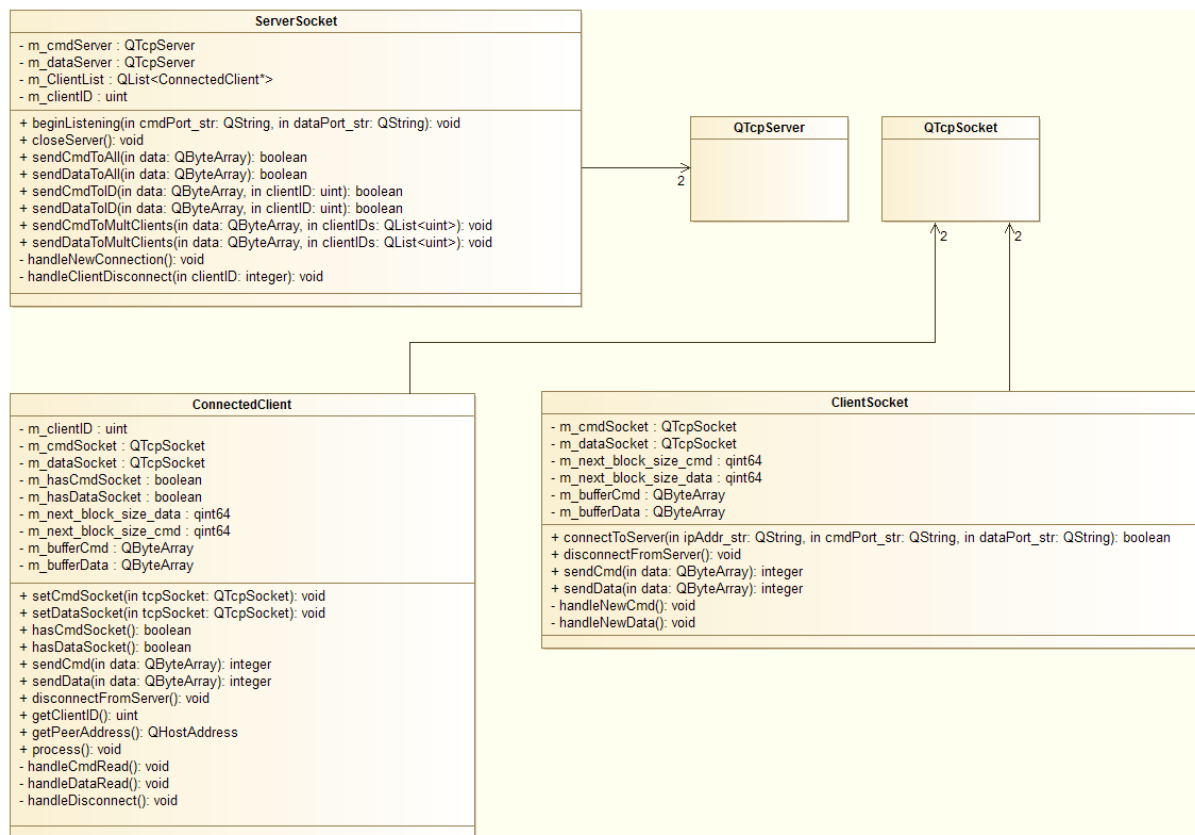 ServerSocket
- m_cmdServer : QTcpServer
- m_dataServer : QTcpServer
- m_ClientList : QList<ConnectedClient*>
- m_clientID : uint
+ beginListening(in cmdPort_str: QString, in dataPort_str: QString): void
+ closeServer(): void
+ sendCmdToAll(in data: QByteArray): boolean
+ sendDataToAll(in data: QByteArray): boolean
+ sendCmdToID(in data: QByteArray, in clientID: uint): boolean
+ sendDataToID(in data: QByteArray, in clientID: uint): boolean
+ sendCmdToMultClients(in data: QByteArray, in clientIDs: QList<uint>): void
+ sendDataToMultClients(in data: QByteArray, in clientIDs: QList<uint>): void
- handleNewConnection(): void
- handleClientDisconnect(in clientID: integer): void
QTcpServer
2
QTcpSocket
2
2
ConnectedClient
- m_clientID : uint
- m_cmdSocket : QTcpSocket
- m_dataSocket : QTcpSocket
- m_hasCmdSocket : boolean
- m_hasDataSocket : boolean
- m_next_block_size_data : qint64
- m_next_block_size_cmd : qint64
- m_bufferCmd : QByteArray
- m_bufferData : QByteArray
+ setCmdSocket(in tcpSocket: QTcpSocket): void
+ setDataSocket(in tcpSocket: QTcpSocket): void
+ hasCmdSocket(): boolean
+ hasDataSocket(): boolean
+ sendCmd(in data: QByteArray): integer
+ sendData(in data: QByteArray): integer
+ disconnectFromServer(): void
+ getClientID(): uint
+ getPeerAddress(): QHostAddress
+ process(): void
- handleCmdRead(): void
- handleDataRead(): void
- handleDisconnect(): void
ClientSocket
- m_cmdSocket : QTcpSocket
- m_dataSocket : QTcpSocket
- m_next_block_size_cmd : qint64
- m_next_block_size_data : qint64
- m_bufferCmd : QByteArray
- m_bufferData : QByteArray
+ connectToServer(in ipAddr_str: QString, in cmdPort_str: QString, in dataPort_str: QString): boolean
+ disconnectFromServer(): void
+ sendCmd(in data: QByteArray): integer
+ sendData(in data: QByteArray): integer
- handleNewCmd(): void
- handleNewData(): void